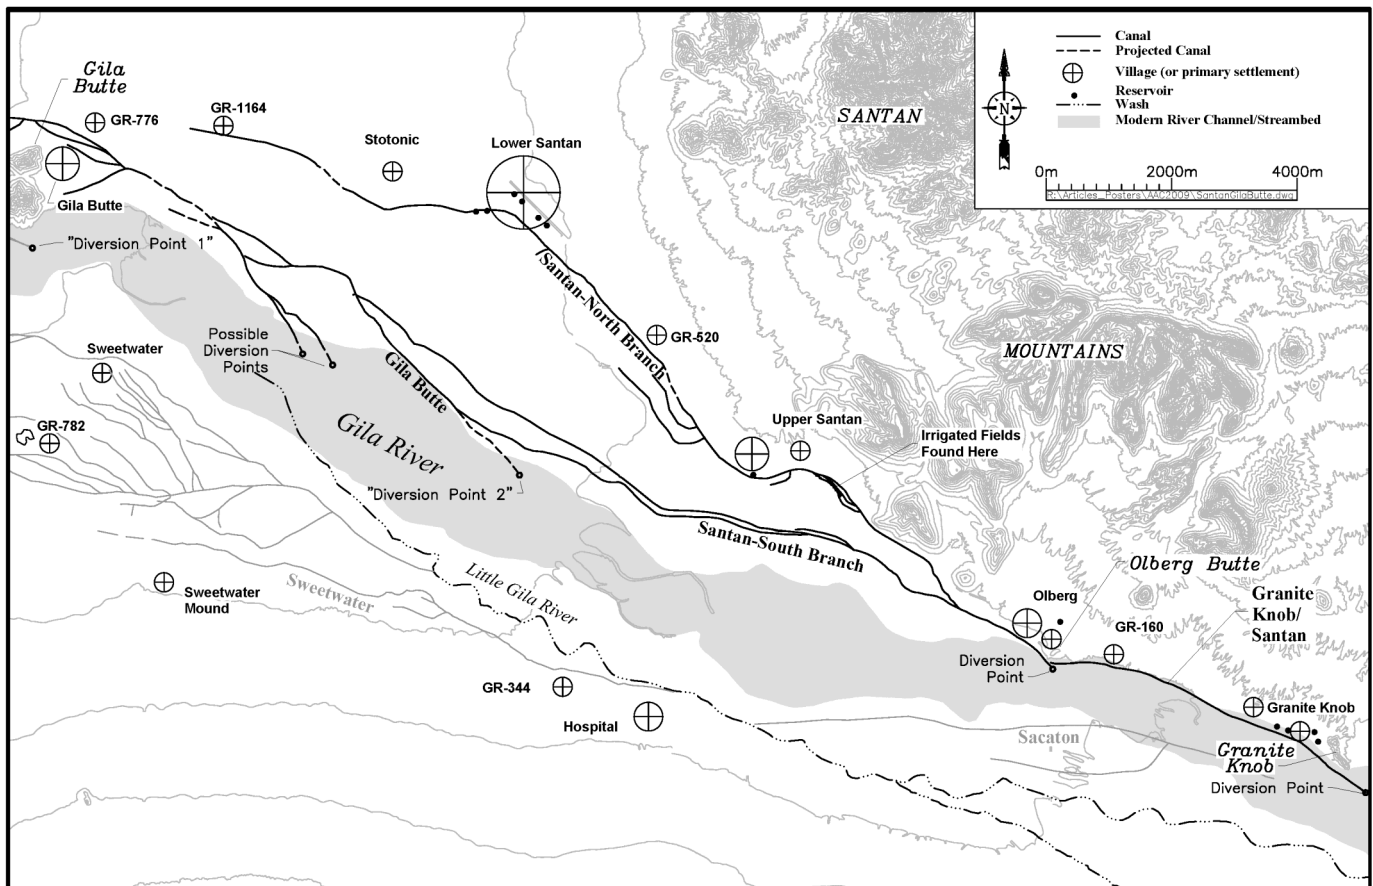 Canal
Projected Canal
Village (or primary settlement)
Reservoir
Wash
Modern River Channel/Streambed
N
0m
2000m
4000m
R:\Articles_Posters\AAC2009\SantanGilaButte.dwg
Gila
Butte
GR-776
GR-1164
Stotonic
Lower Santan
SANTAN
Gila Butte
"Diversion Point 1"
Santan-North Branch
GR-520
MOUNTAINS
Possible
Diversion
Points
Sweetwater
Gila Butte
Upper Santan
Irrigated Fields
Found Here
GR-782
Gila River
"Diversion Point 2"
Santan-South Branch
Olberg Butte
Sweetwater
Mound
Sweetwater
Little Gila River
Olberg
Granite
Knob/
Santan
GR-160
Diversion
Point
GR-344
Hospital
Granite Knob
Sacaton
Granite
Knob
Diversion Point